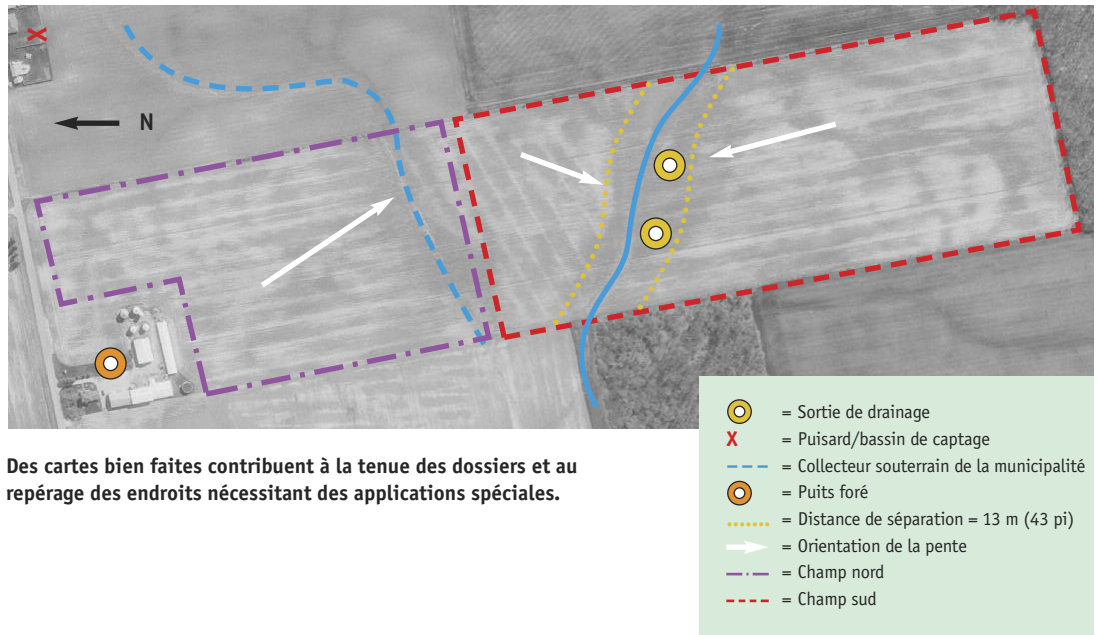 X
N
Des cartes bien faites contribuent à la tenue des dossiers et au
repérage des endroits nécessitant des applications spéciales.
= Sortie de drainage
X = Puisard/bassin de captage
= Collecteur souterrain de la municipalité
= Puits foré
= Distance de séparation = 13 m (43 pi)
= Orientation de la pente
= Champ nord
= Champ sud